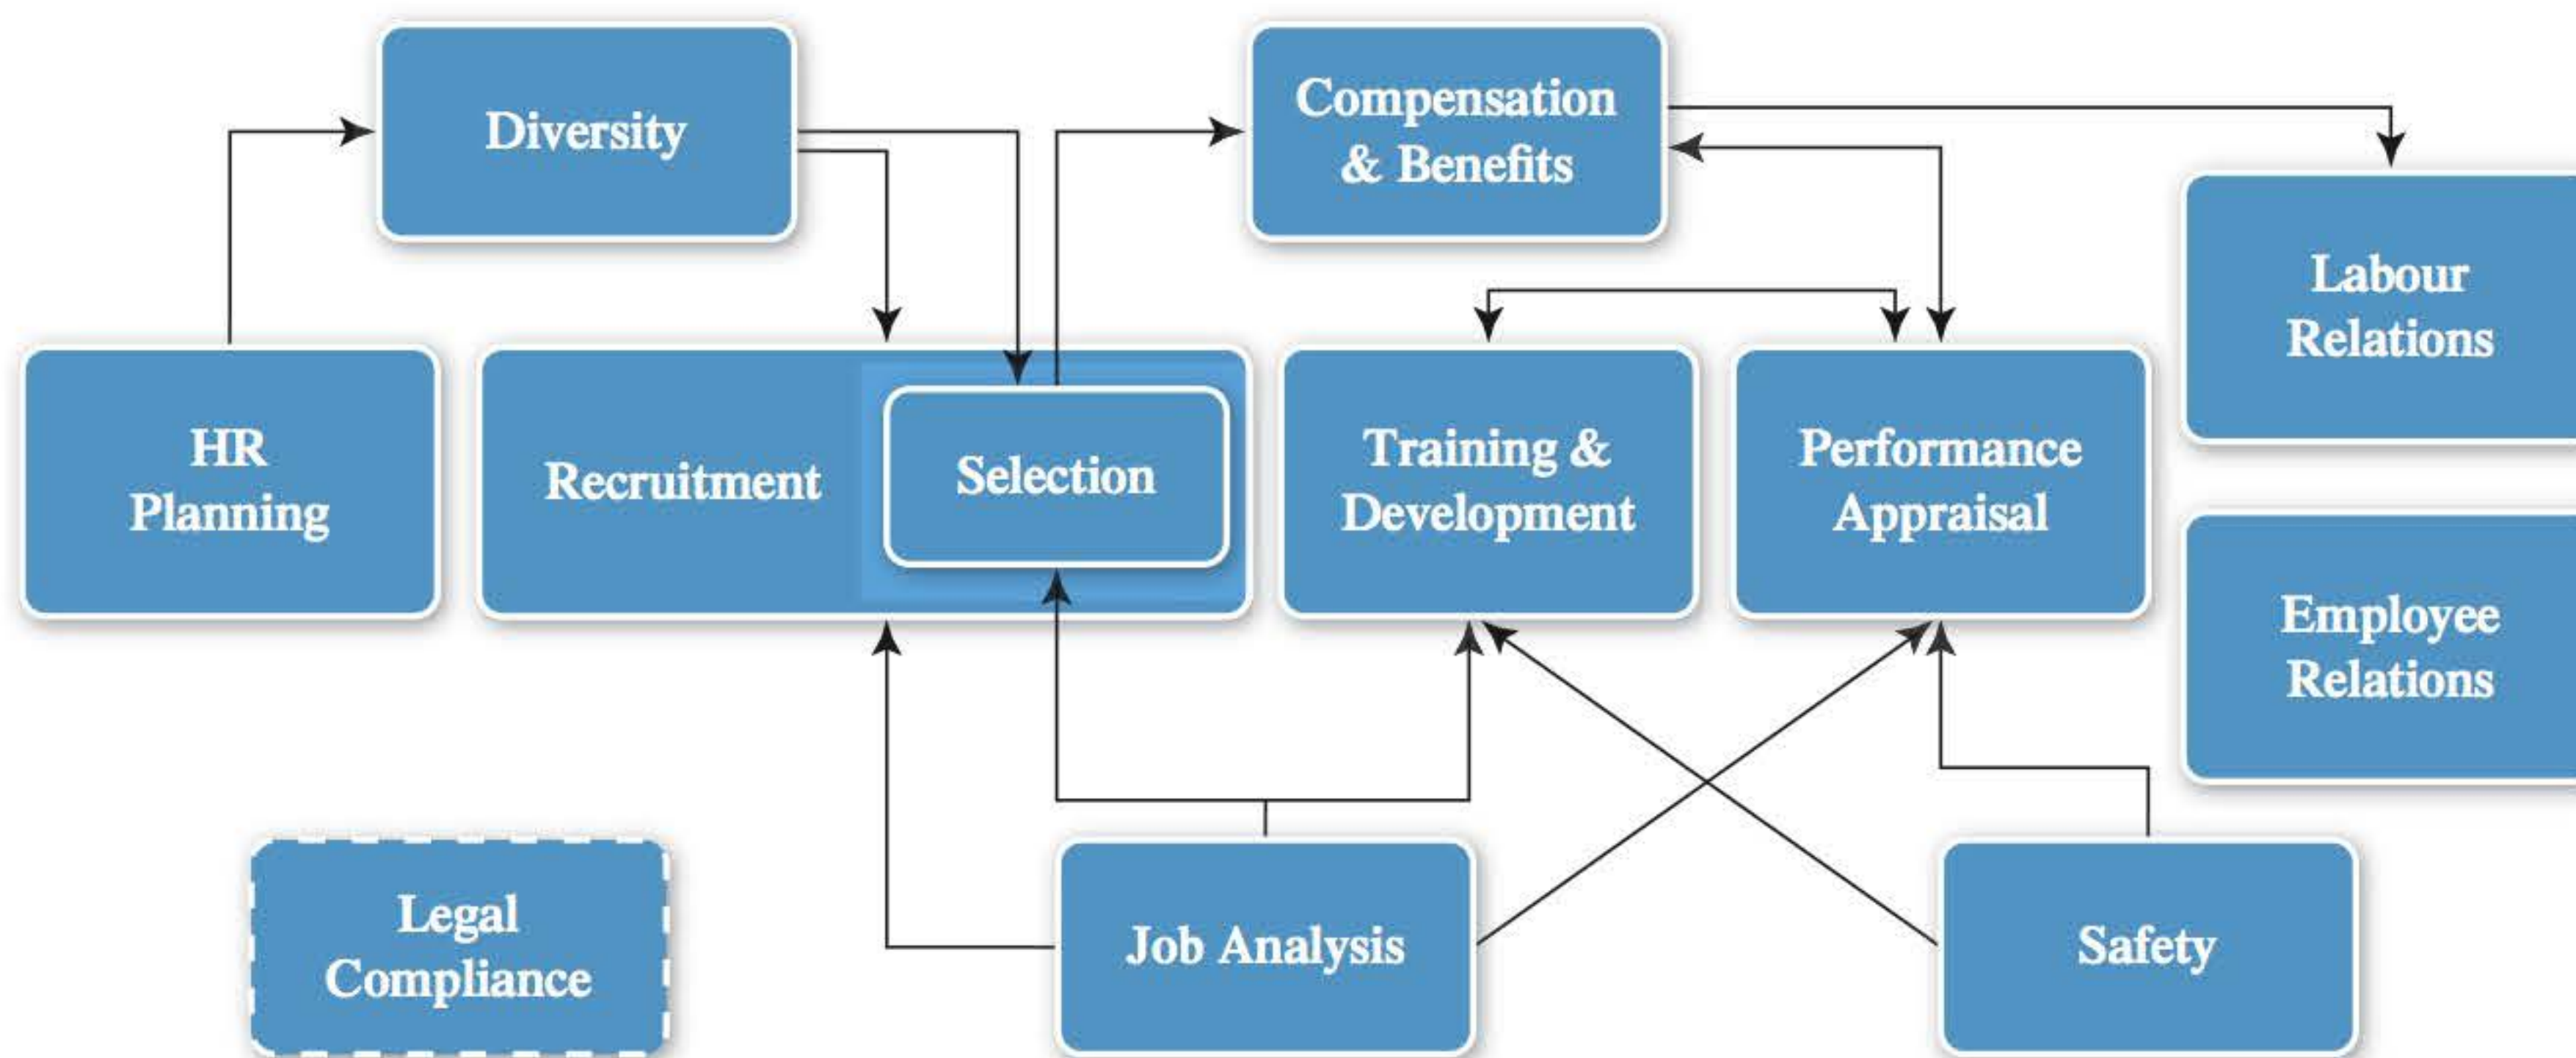 Diversity
Compensation
& Benefits
Labour
Relations
HR
Planning
Recruitment
Selection
Training &
Development
Performance
Appraisal
Employee
Relations
Legal
Compliance
Job Analysis
Safety